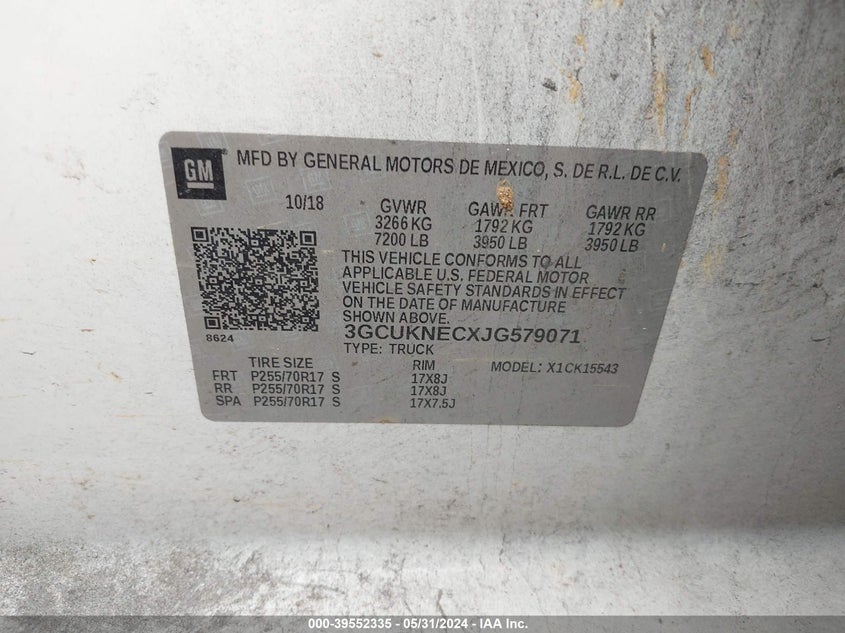 GM
MFD BY GENERAL MOTORS DE MEXICO, S. DE R.L. DE C.V.
10/18 GVWR GAWR FRT GAWR RR
3266 KG 1792 KG 1792 KG
7200 LB 3950 LB 3950 LB
THIS VEHICLE CONFORMS TO ALL
APPLICABLE U.S. FEDERAL MOTOR
VEHICLE SAFETY STANDARDS IN EFFECT
ON THE DATE OF MANUFACTURE
SHOWN ABOVE.
8624
3GCUKNECXJG579071
TYPE: TRUCK
TIRE SIZE RIM MODEL: X1CK15543
FRT P255/70R17 S 17X8J
RR P255/70R17 S 17X8J
SPA P255/70R17 S 17X7.5J
000-39552335 - 05/31/2024 - IAA Inc.